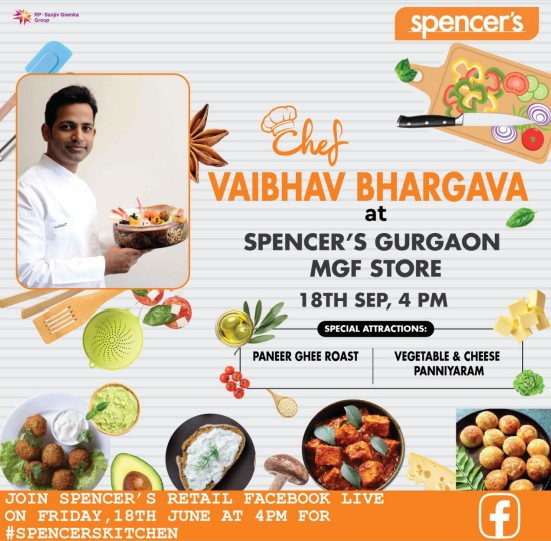 RP-Sanjiv Goenka
Group
spencer's
Chef
VAIBHAV BHARGAVA
at
SPENCER'S GURGAON
MGF STORE
18TH SEP, 4 PM
SPECIAL ATTRACTIONS:
PANEER GHEE ROAST
VEGETABLE & CHEESE
PANNIYARAM
JOIN SPENCER'S RETAIL FACEBOOK LIVE
ON FRIDAY,18TH JUNE AT 4PM FOR
#SPENCERSKITCHEN
f